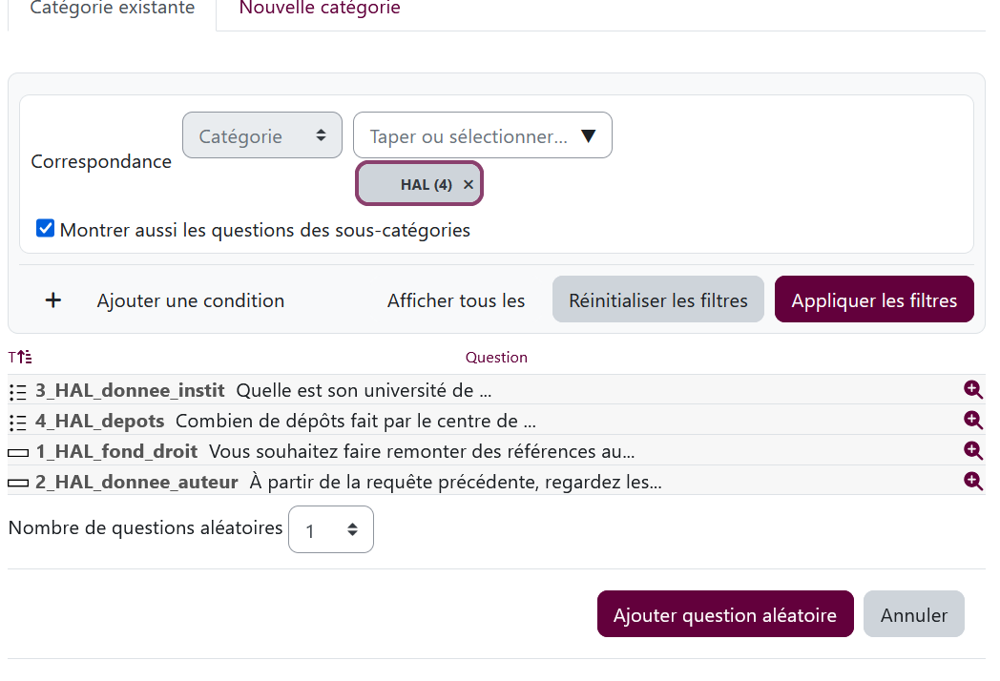 Catégorie existante Nouvelle catégorie
Catégorie Taper ou sélectionner... ▼
Correspondance
HAL (4) ×
Montrer aussi les questions des sous-catégories
+ Ajouter une condition Afficher tous les Réinitialiser les filtres Appliquer les filtres
T Question
3_HAL_donnee_instit Quelle est son université de ...
4_HAL_depots Combien de dépôts fait par le centre de ...
1_HAL_fond_droit Vous souhaitez faire remonter des références au...
2_HAL_donnee_auteur À partir de la requête précédente, regardez les...
Nombre de questions aléatoires 1
Ajouter question aléatoire Annuler